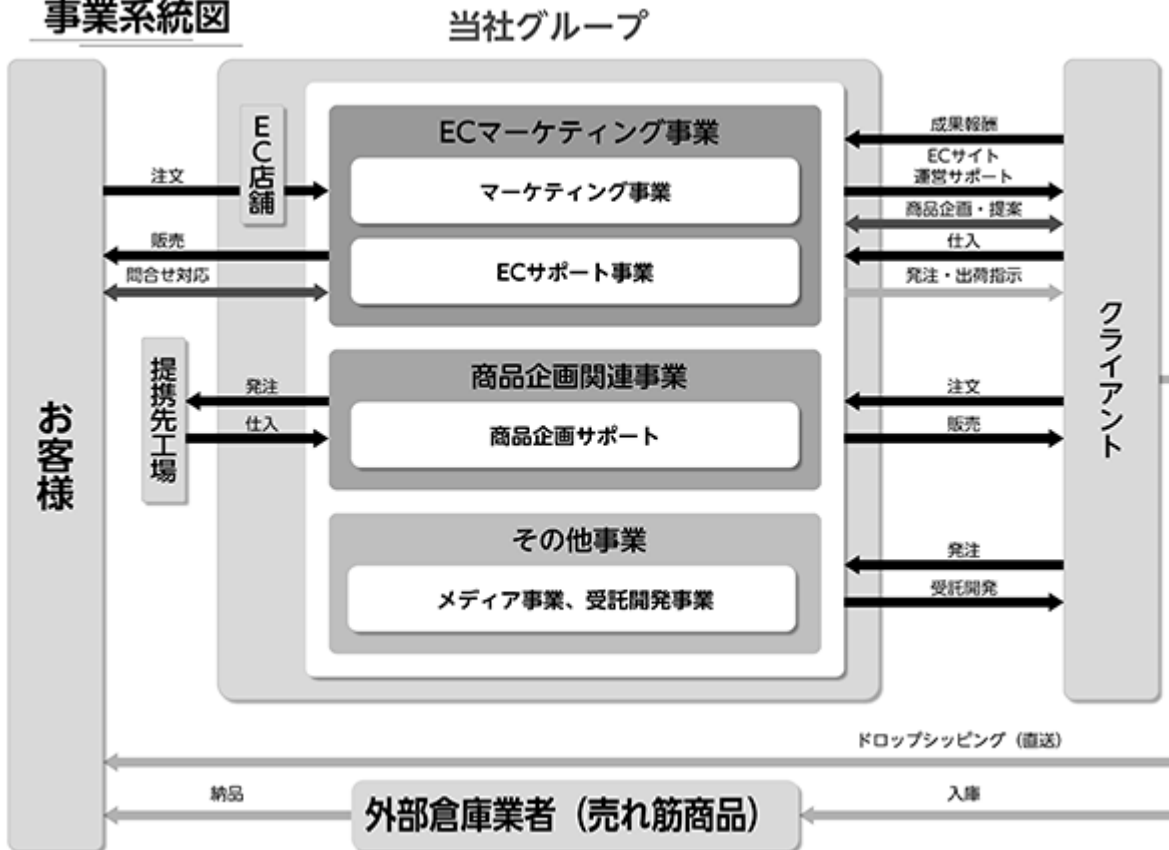 事業系統図
当社グループ
お客様
注文
EC店舗
販売
問合せ対応
提携先工場
発注
仕入
ECマーケティング事業
マーケティング事業
ECサポート事業
商品企画関連事業
商品企画サポート
その他事業
メディア事業、受託開発事業
成果報酬
ECサイト
運営サポート
商品企画・提案
仕入
発注・出荷指示
注文
販売
発注
受託開発
クライアント
ドロップシッピング（直送）
納品
外部倉庫業者（売れ筋商品）
入庫